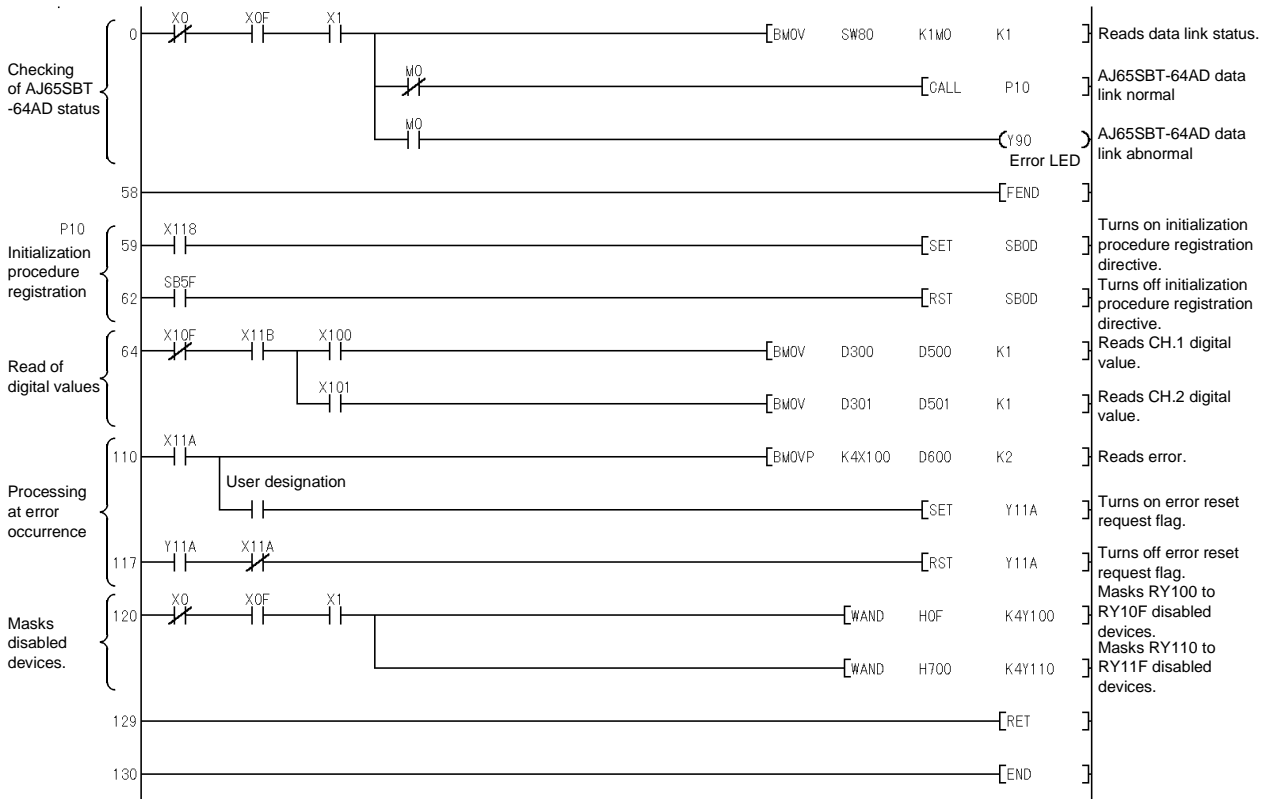 X0 X0F X1
0 BMOV SW80 K1M0 K1 Reads data link status.
Checking
of AJ65SBT
-64AD status
M0
CALL P10
AJ65SBT-64AD data
link normal
M0
Y90
Error LED
AJ65SBT-64AD data
link abnormal
58 FEND
P10
Initialization
procedure
registration
X118
59 SET SB0D
Turns on initialization
procedure registration
directive.
SB5F
62 RST SB0D
Turns off initialization
procedure registration
directive.
Read of
digital values
X10F X11B X100
64 BMOV D300 D500 K1
Reads CH.1 digital
value.
X101
BMOV D301 D501 K1
Reads CH.2 digital
value.
Processing
at error
occurrence
X11A
110 BMOVP K4X100 D600 K2 Reads error.
User designation
SET Y11A
Turns on error reset
request flag.
Y11A X11A
117 RST Y11A
Turns off error reset
request flag.
Masks
disabled
devices.
X0 X0F X1
120 WAND H0F K4Y100
Masks RY100 to
RY10F disabled
devices.
WAND H700 K4Y110
Masks RY110 to
RY11F disabled
devices.
129 RET
130 END